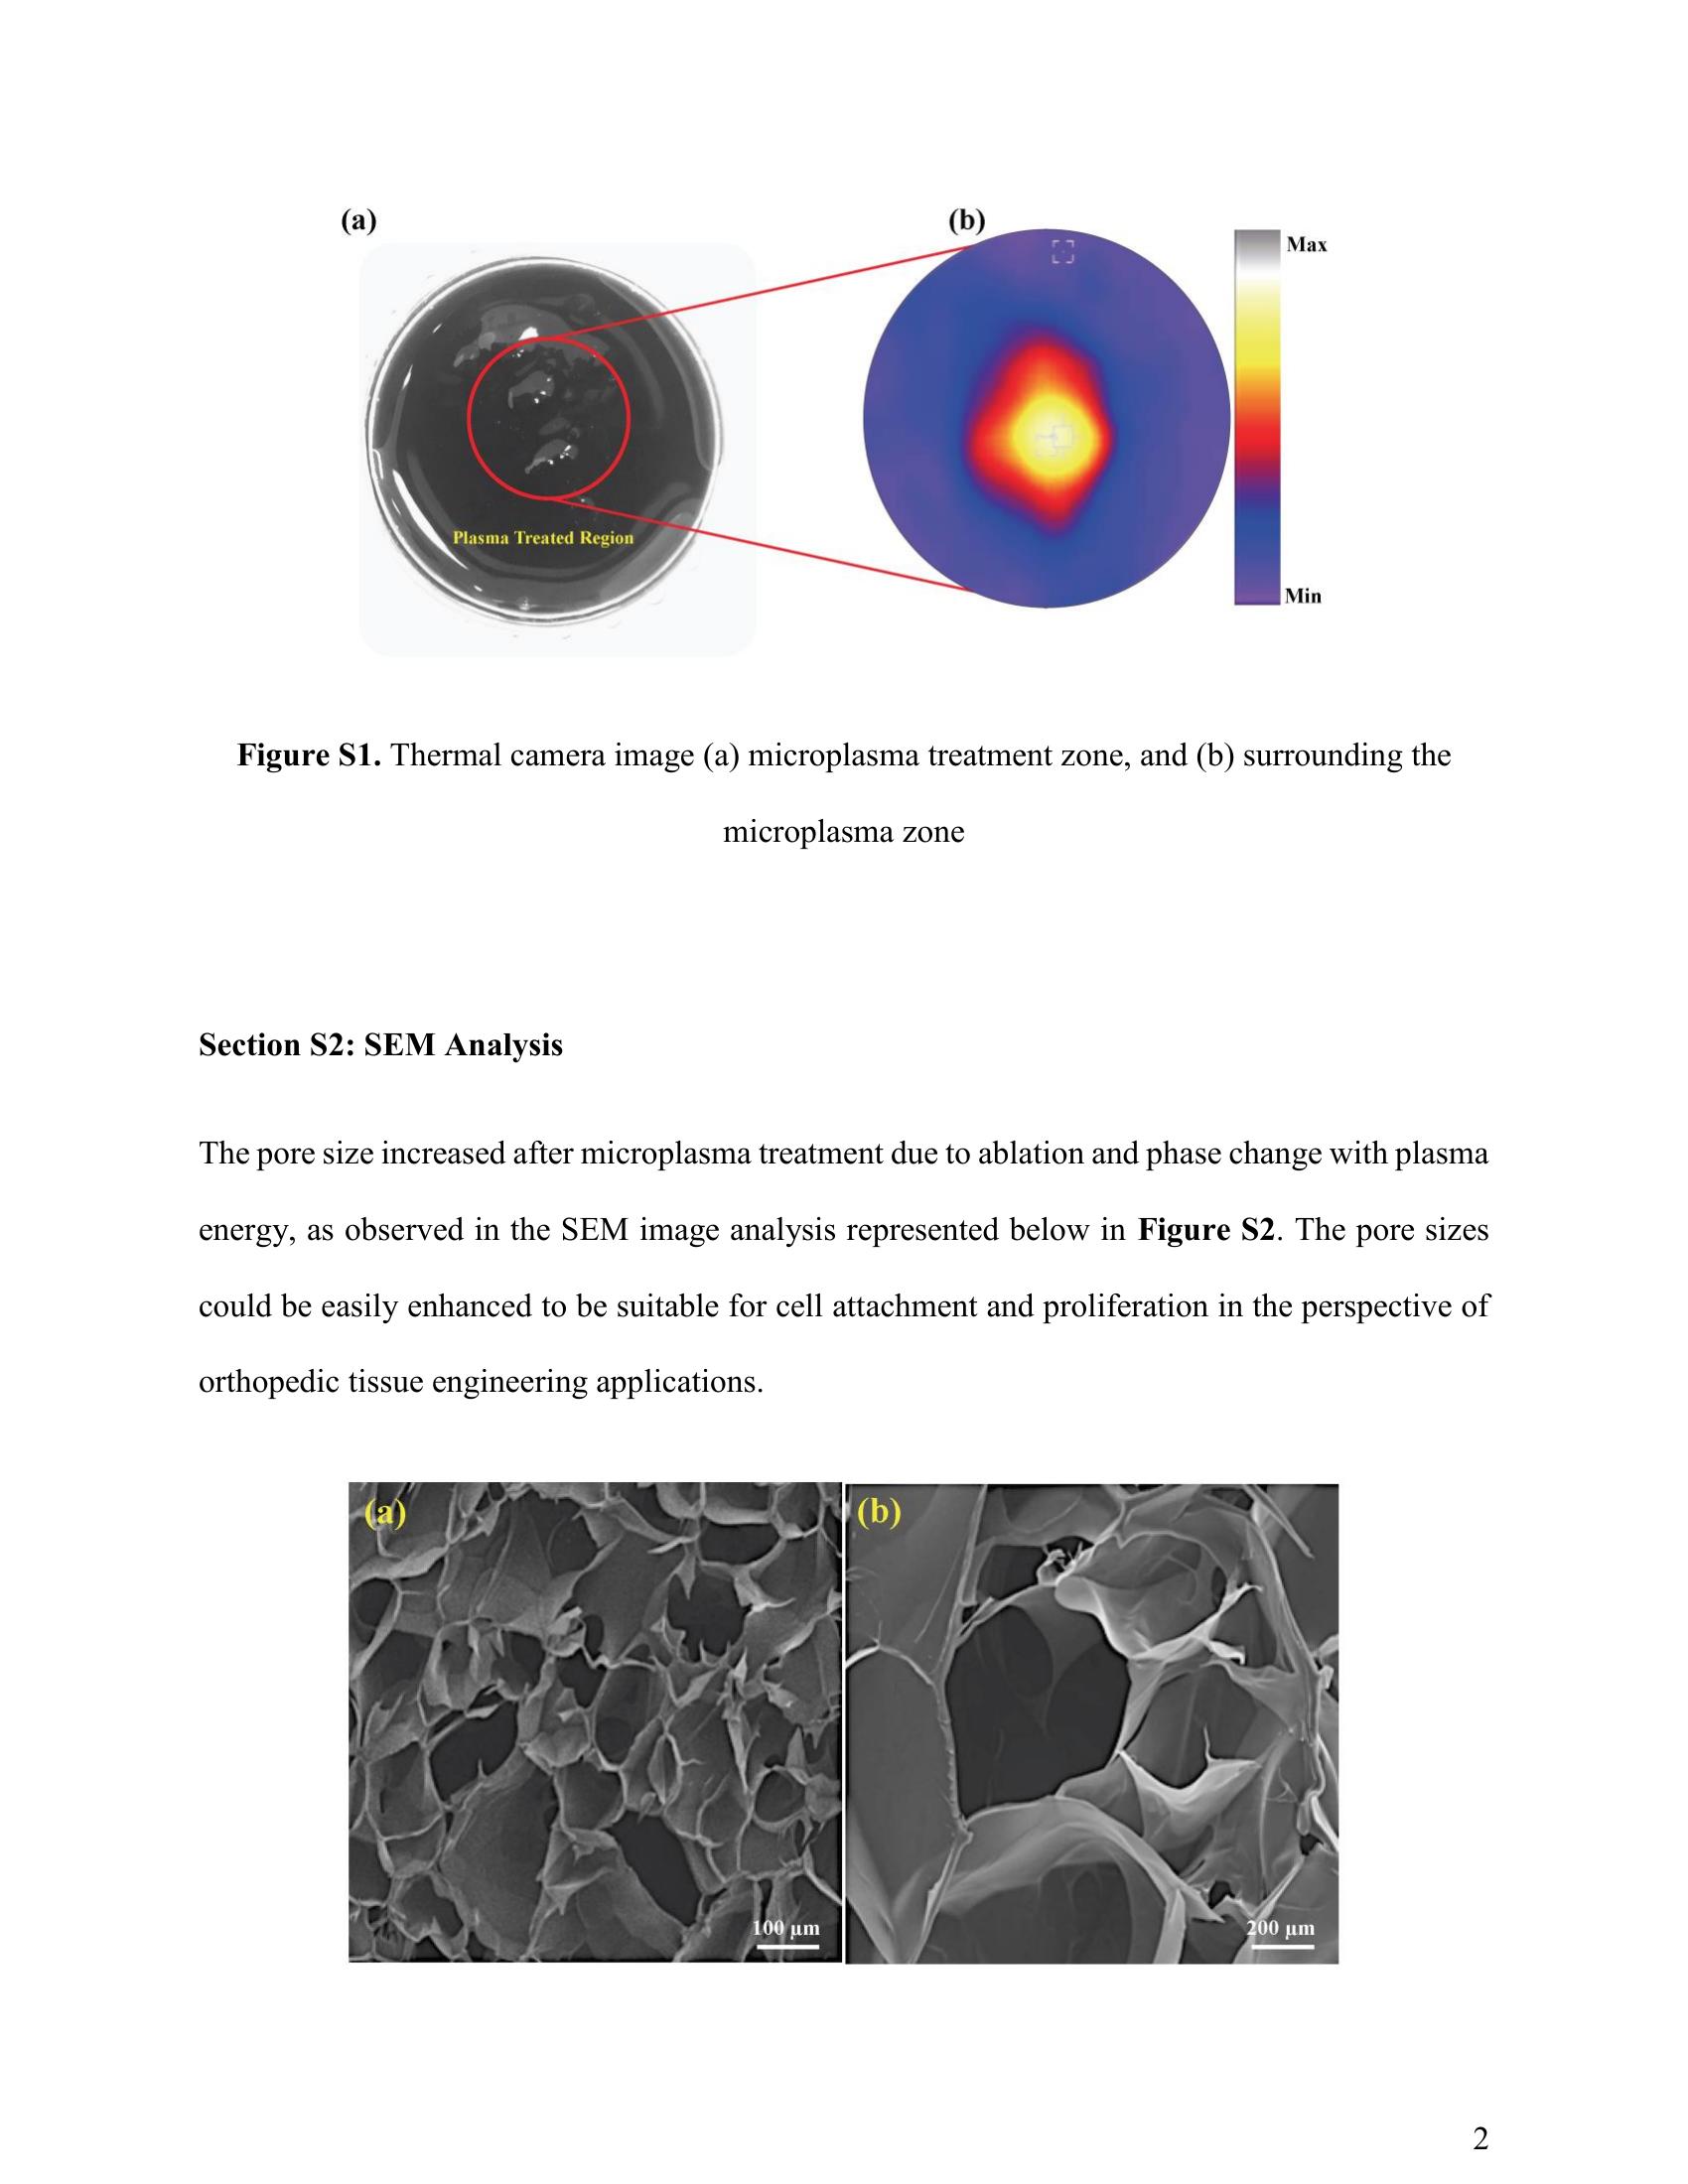 (a)
(b)
Max
Plasma Treated Region
Min
Figure S1. Thermal camera image (a) microplasma treatment zone, and (b) surrounding the
microplasma zone
Section S2: SEM Analysis
The pore size increased after microplasma treatment due to ablation and phase change with plasma
energy, as observed in the SEM image analysis represented below in Figure S2. The pore sizes
could be easily enhanced to be suitable for cell attachment and proliferation in the perspective of
orthopedic tissue engineering applications.
(a)
(b)
100 μm
200 μm
2